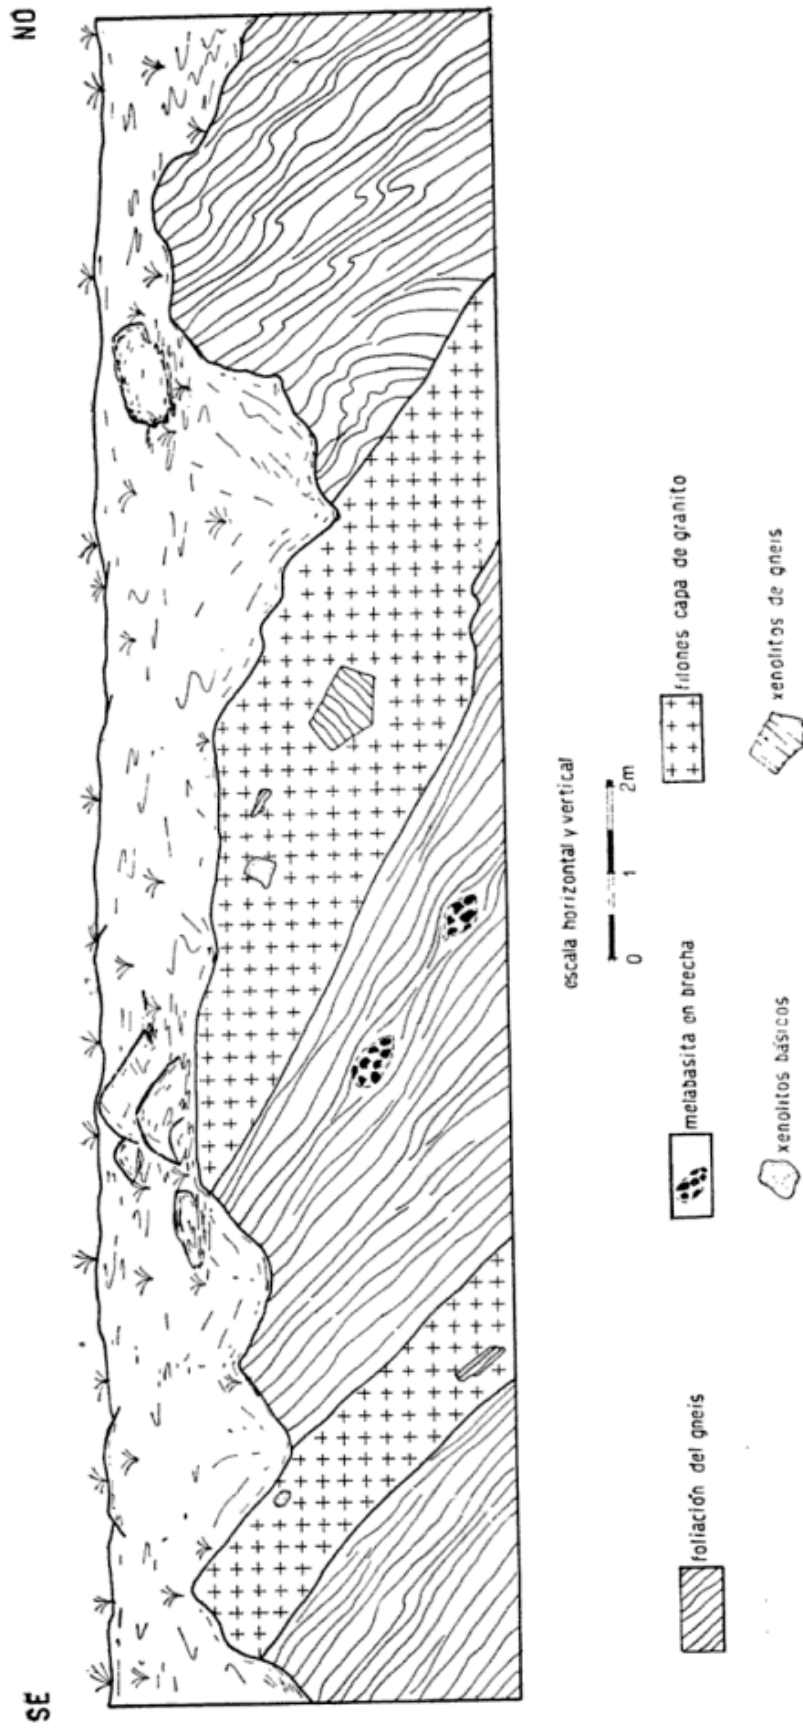 SE
NO
escala horizontal y vertical
0 1 2m
foliación del gneis
melabasita en brecha
filones capa de granito
xenolitos básicos
xenolitos de gneis